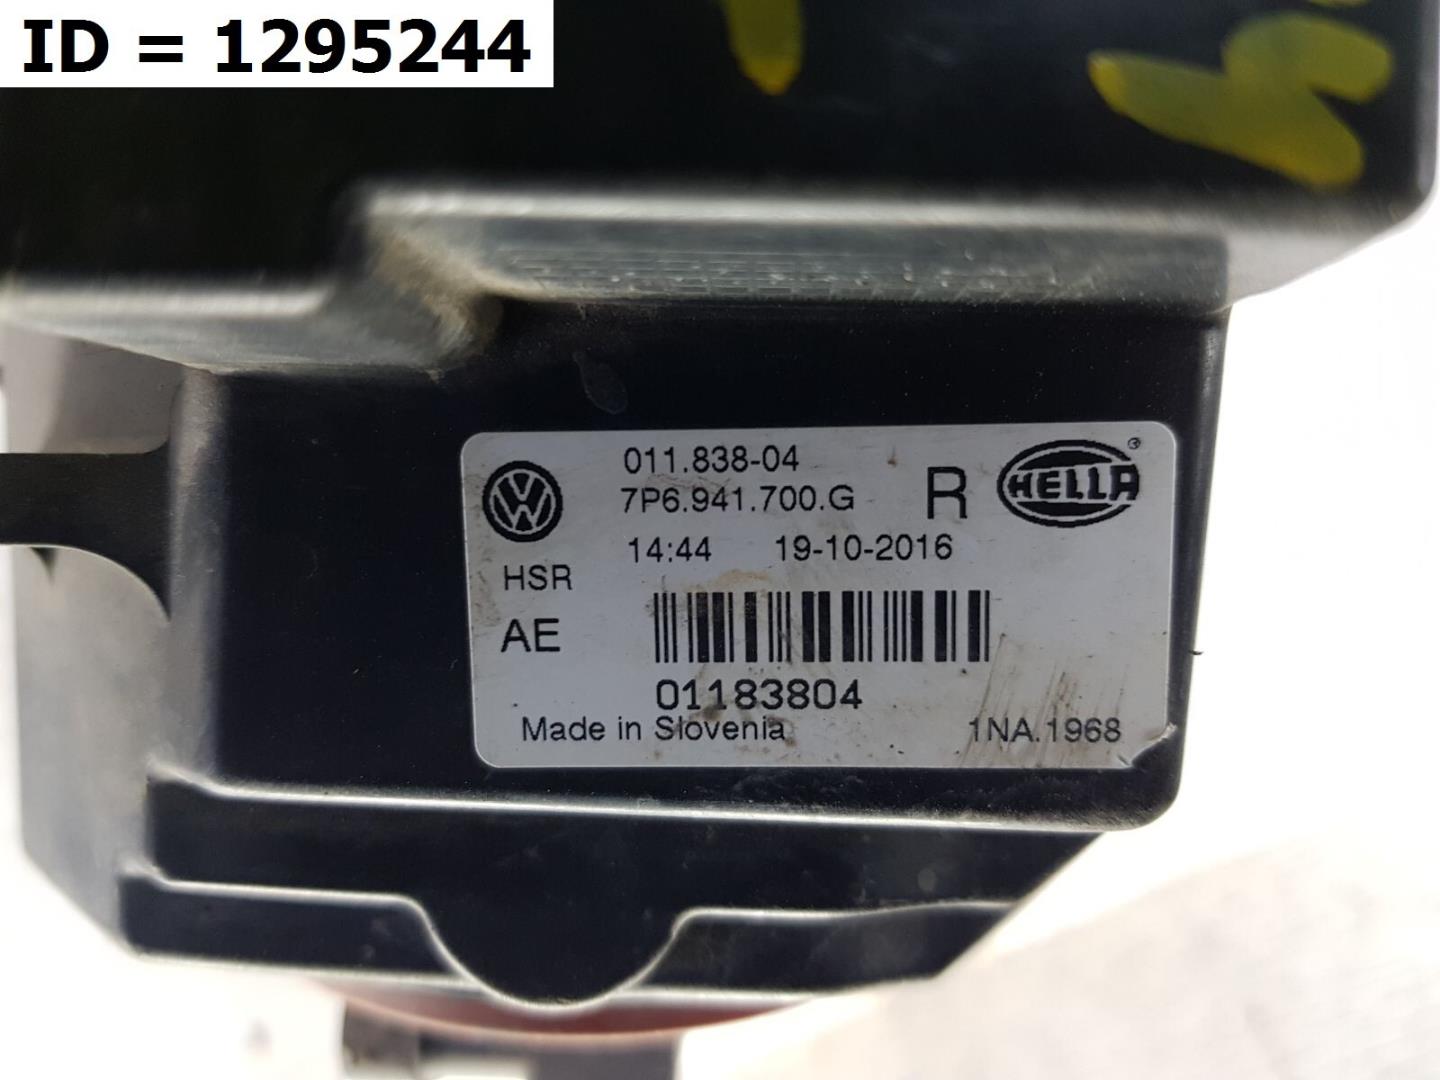 ID = 1295244
011.838-04
7P6.941.700.G R HELLA
14:44 19-10-2016
HSR
AE
01183804
Made in Slovenia 1NA.1968